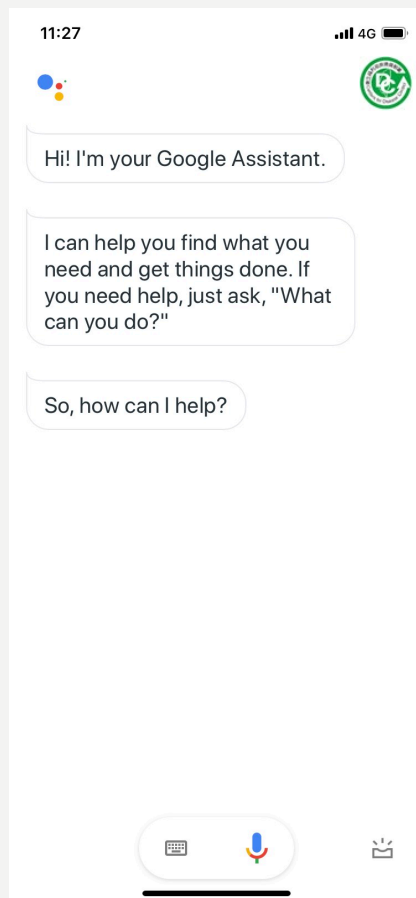 11:27
4G
Hi! I'm your Google Assistant.
I can help you find what you
need and get things done. If
you need help, just ask, "What
can you do?"
So, how can I help?